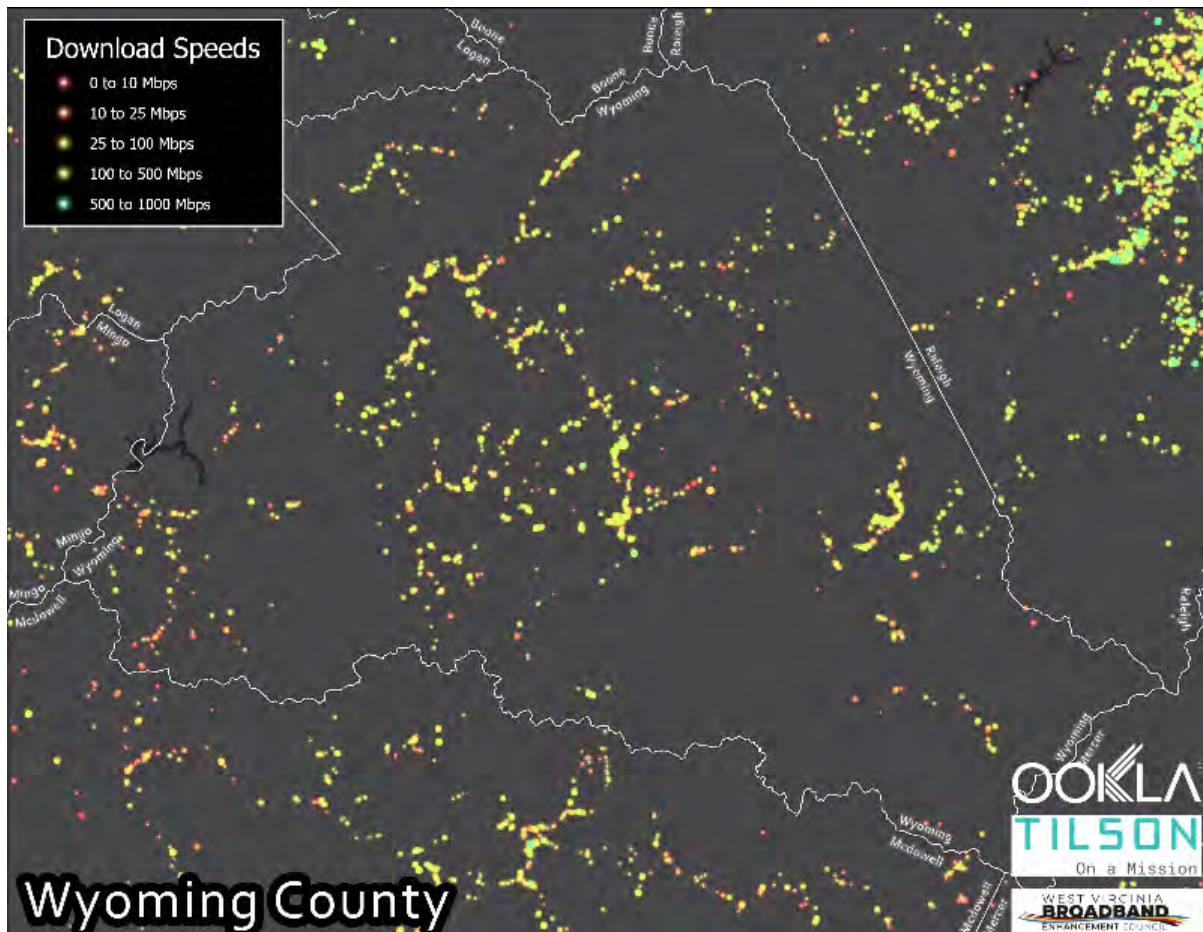 Download Speeds
0 to 10 Mbps
10 to 25 Mbps
25 to 100 Mbps
100 to 500 Mbps
500 to 1000 Mbps
Boone
Logan
Boone
Raleigh
Boone
Wyoming
Logan
Mingo
Raleigh
Wyoming
Mingo
Wyoming
Mingo
Mcdowell
Raleigh
Wyoming
Mercer
Wyoming
Mcdowell
Mcdowell
Mercer
OOKLA
TILSON
On a Mission
WEST VIRGINIA
BROADBAND
ENHANCEMENT COUNCIL
Wyoming County